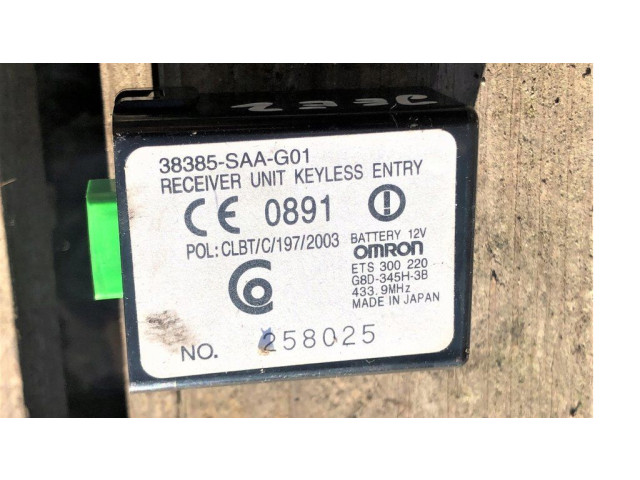 38385-SAA-G01
RECEIVER UNIT KEYLESS ENTRY
CE 0891
POL: CLBT/C/197/2003
BATTERY 12V
OMRON
ETS 300 220
G8D-345H-3B
433.9MHz
MADE IN JAPAN
NO. 258025